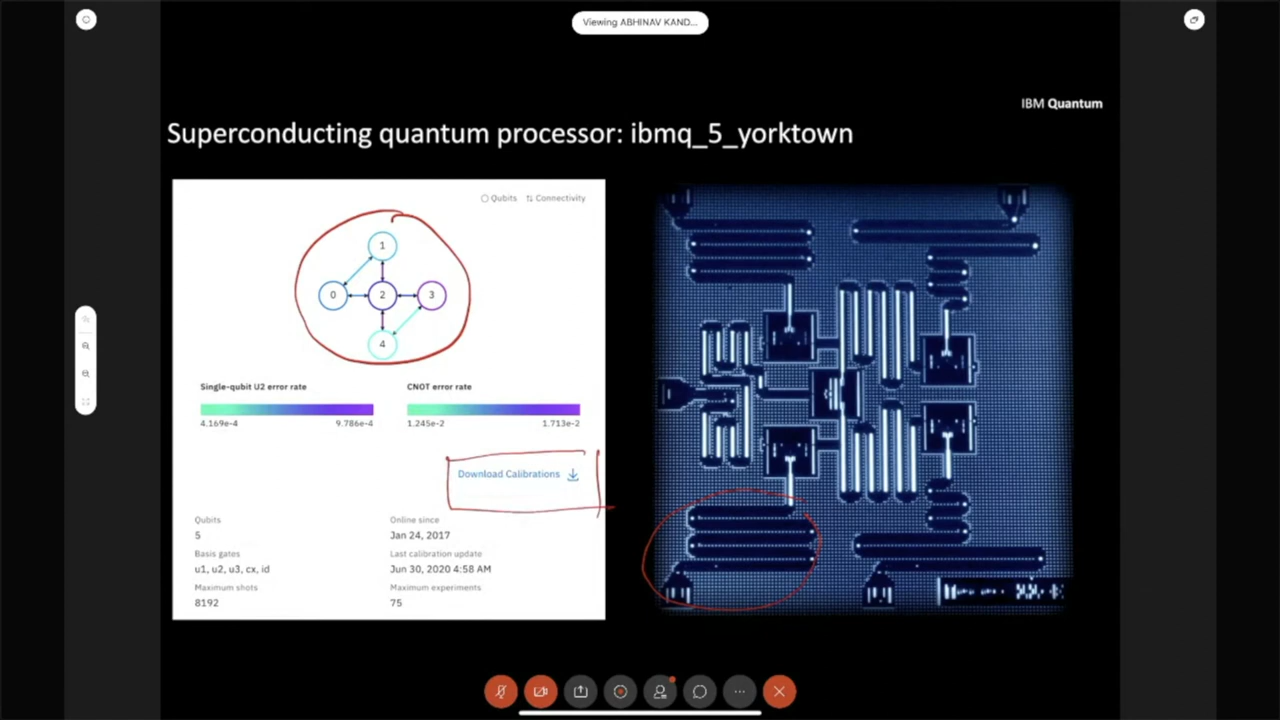 Viewing ABHINAV KAND...
IBM Quantum
Superconducting quantum processor: ibmq_5_yorktown
Qubits Connectivity
1
0 2 3
4
Single-qubit U2 error rate CNOT error rate
4.169e-4 9.786e-4 1.245e-2 1.713e-2
Download Calibrations
Qubits Online since
5 Jan 24, 2017
Basis gates Last calibration update
u1, u2, u3, cx, id Jun 30, 2020 4:58 AM
Maximum shots Maximum experiments
8192 75